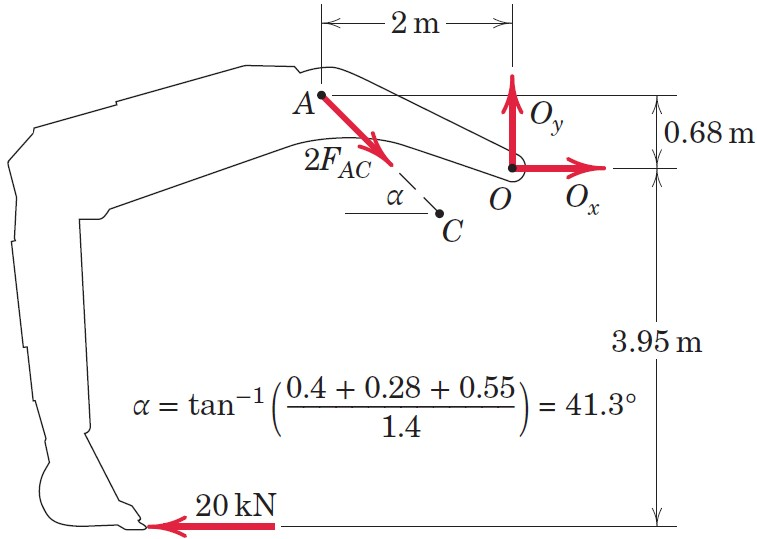 2 m
A
O_y
0.68 m
2F_AC
α
O
O_x
C
3.95 m
α = tan⁻¹ (0.4 + 0.28 + 0.55 / 1.4) = 41.3°
20 kN